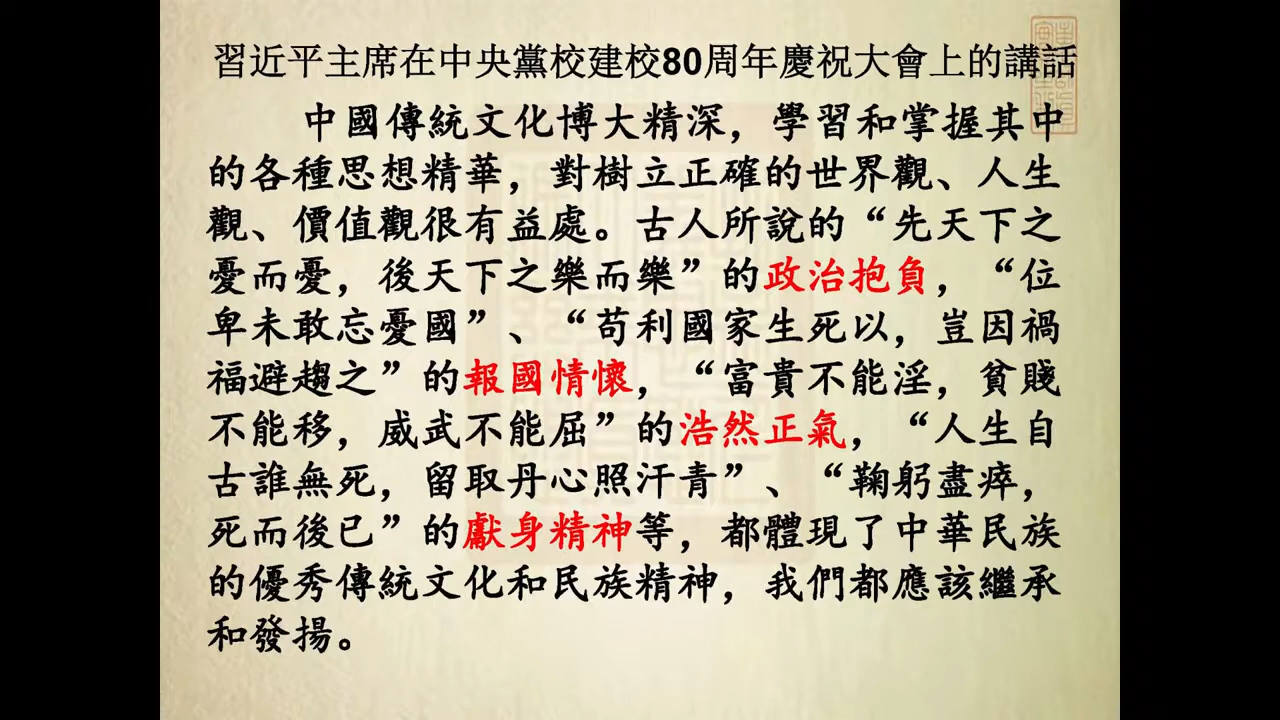 習近平主席在中央黨校建校80周年慶祝大會上的講話
中國傳統文化博大精深，學習和掌握其中
的各種思想精華，對樹立正確的世界觀、人生
觀、價值觀很有益處。古人所說的“先天下之
憂而憂，後天下之樂而樂”的政治抱負，“位
卑未敢忘憂國”、“苟利國家生死以，豈因禍
福避趨之”的報國情懷，“富貴不能淫，貧賤
不能移，威武不能屈”的浩然正氣，“人生自
古誰無死，留取丹心照汗青”、“鞠躬盡瘁，
死而後已”的獻身精神等，都體現了中華民族
的優秀傳統文化和民族精神，我們都應該繼承
和發揚。